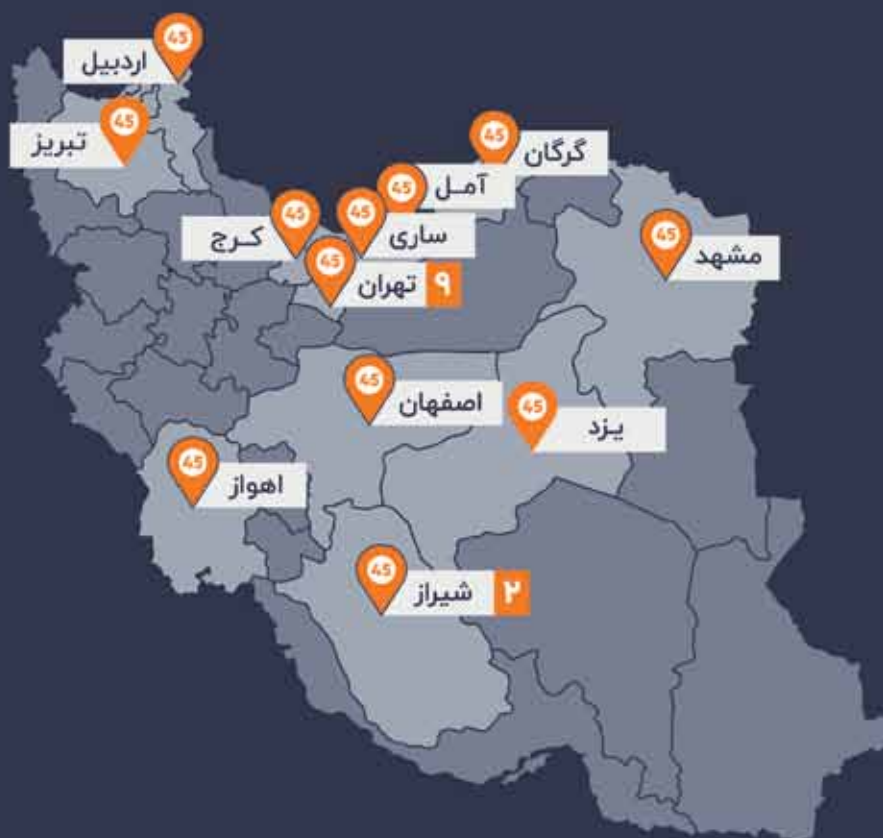 45
اردبیل
45
تبریز
45
گرگان
45
آمـل
45
کـرج
45
ساری
45
مشهد
45
تهران ۹
45
اصفهان
45
یـزد
45
اهواز
45
شیراز ۲